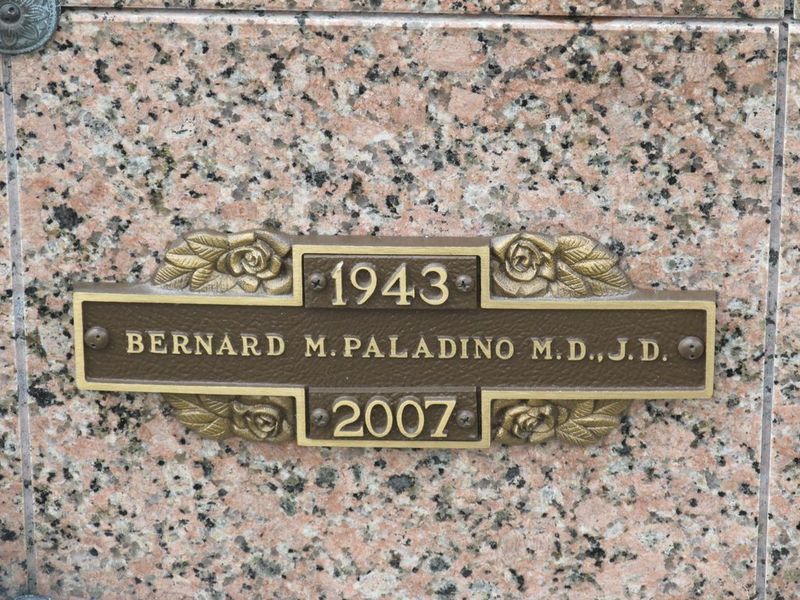 1943
BERNARD M. PALADINO M.D., J.D.
2007